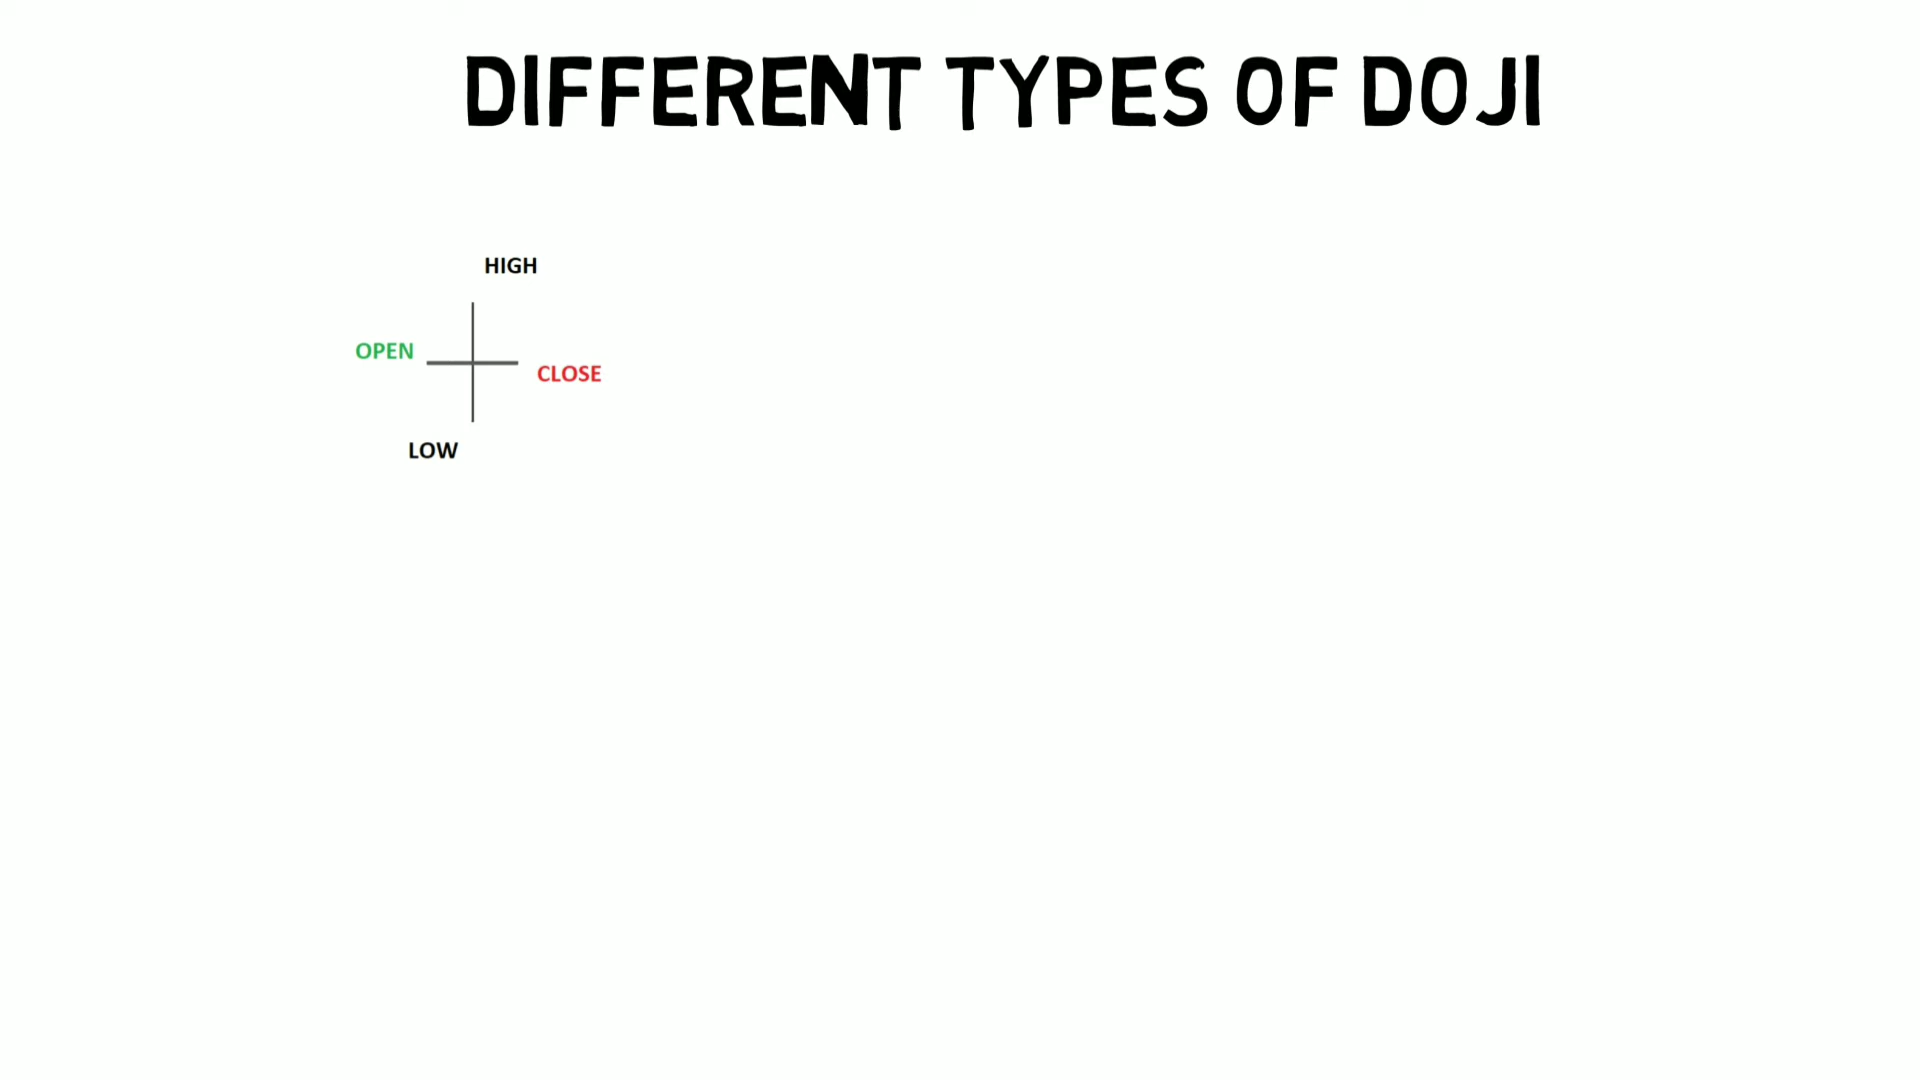 DIFFERENT TYPES OF DOJI
HIGH
OPEN
CLOSE
LOW